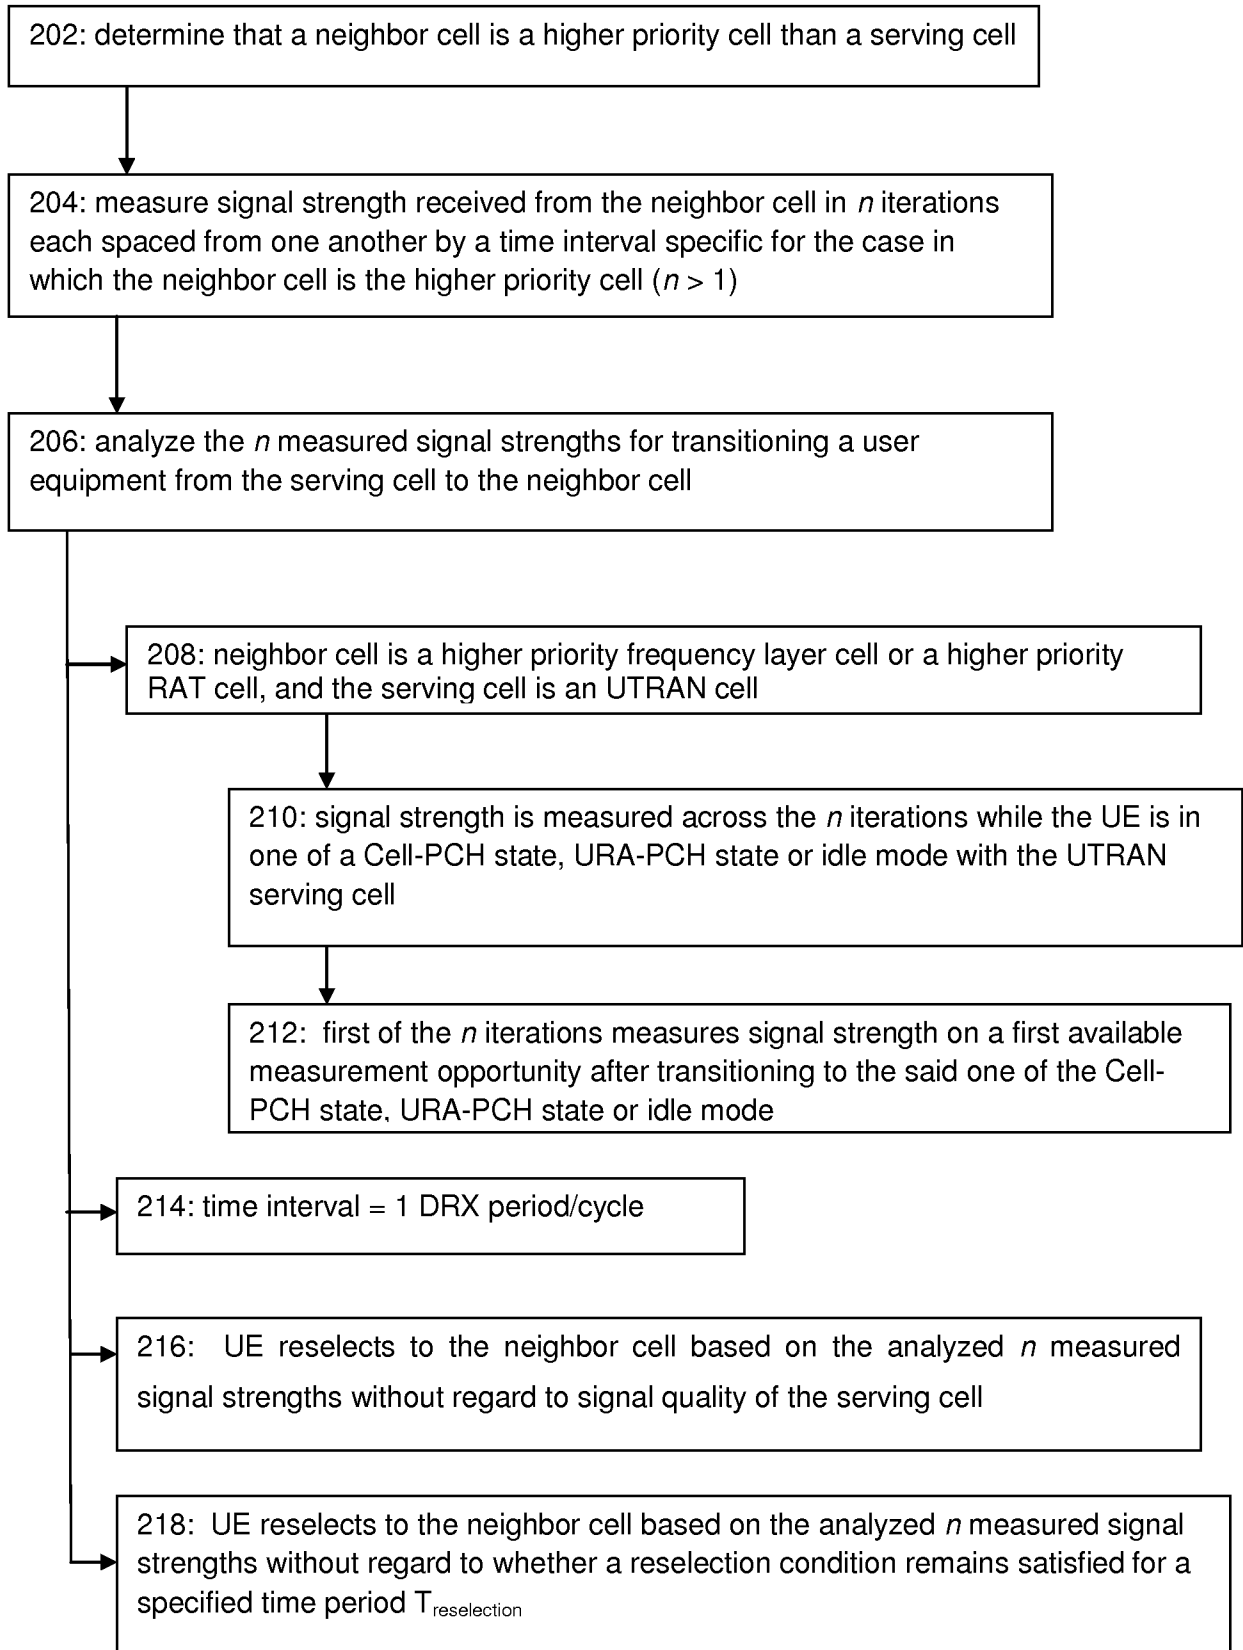 202: determine that a neighbor cell is a higher priority cell than a serving cell
204: measure signal strength received from the neighbor cell in n iterations
each spaced from one another by a time interval specific for the case in
which the neighbor cell is the higher priority cell (n > 1)
206: analyze the n measured signal strengths for transitioning a user
equipment from the serving cell to the neighbor cell
208: neighbor cell is a higher priority frequency layer cell or a higher priority
RAT cell, and the serving cell is an UTRAN cell
210: signal strength is measured across the n iterations while the UE is in
one of a Cell-PCH state, URA-PCH state or idle mode with the UTRAN
serving cell
212: first of the n iterations measures signal strength on a first available
measurement opportunity after transitioning to the said one of the Cell-
PCH state, URA-PCH state or idle mode
214: time interval = 1 DRX period/cycle
216: UE reselects to the neighbor cell based on the analyzed n measured
signal strengths without regard to signal quality of the serving cell
218: UE reselects to the neighbor cell based on the analyzed n measured signal
strengths without regard to whether a reselection condition remains satisfied for a
specified time period Treselection